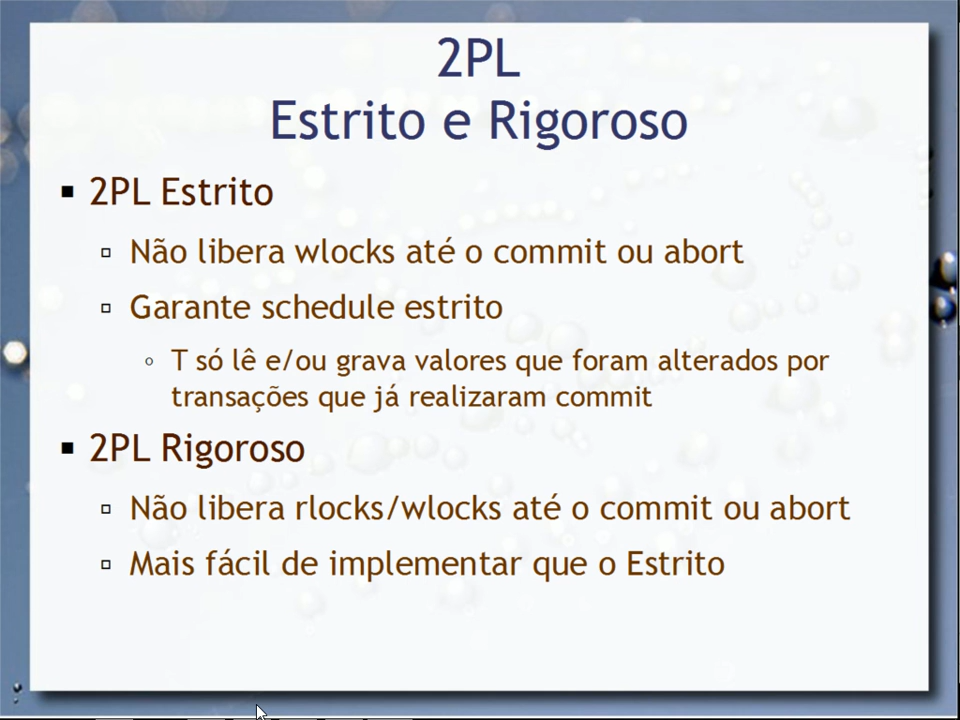 2PL
Estrito e Rigoroso
2PL Estrito
Não libera wlocks até o commit ou abort
Garante schedule estrito
T só lê e/ou grava valores que foram alterados por
transações que já realizaram commit
2PL Rigoroso
Não libera rlocks/wlocks até o commit ou abort
Mais fácil de implementar que o Estrito